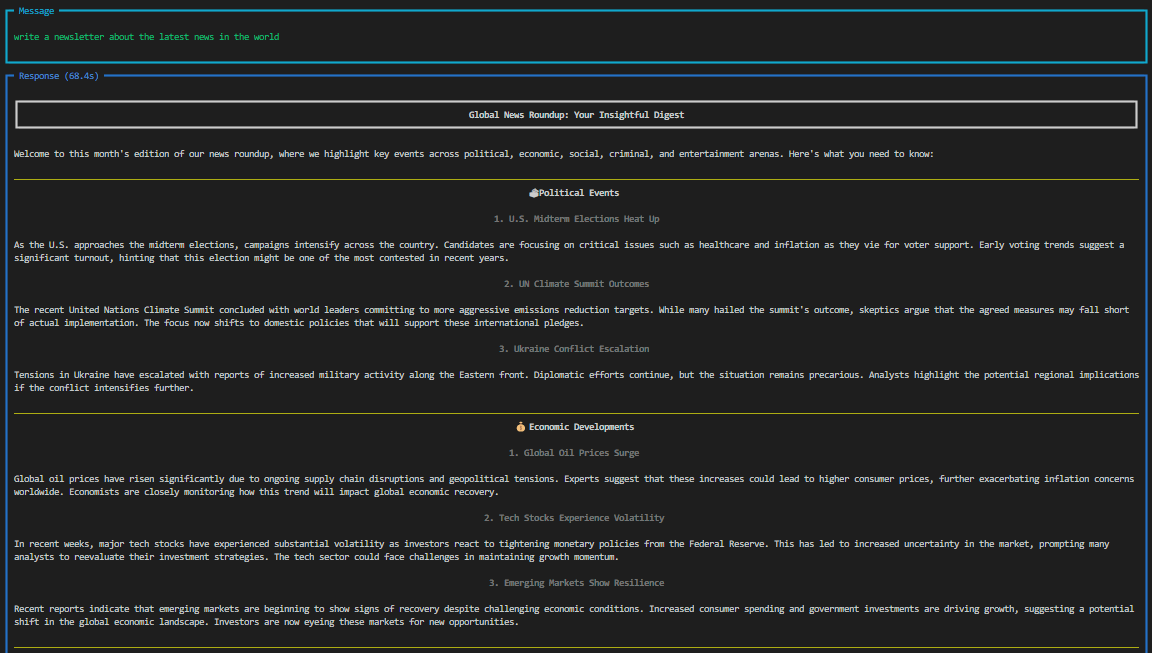 Message
write a newsletter about the latest news in the world
Response (68.4s)
Global News Roundup: Your Insightful Digest
Welcome to this month's edition of our news roundup, where we highlight key events across political, economic, social, criminal, and entertainment arenas. Here's what you need to know:
Political Events
1. U.S. Midterm Elections Heat Up
As the U.S. approaches the midterm elections, campaigns intensify across the country. Candidates are focusing on critical issues such as healthcare and inflation as they vie for voter support. Early voting trends suggest a
significant turnout, hinting that this election might be one of the most contested in recent years.
2. UN Climate Summit Outcomes
The recent United Nations Climate Summit concluded with world leaders committing to more aggressive emissions reduction targets. While many hailed the summit's outcome, skeptics argue that the agreed measures may fall short
of actual implementation. The focus now shifts to domestic policies that will support these international pledges.
3. Ukraine Conflict Escalation
Tensions in Ukraine have escalated with reports of increased military activity along the Eastern front. Diplomatic efforts continue, but the situation remains precarious. Analysts highlight the potential regional implications
if the conflict intensifies further.
Economic Developments
1. Global Oil Prices Surge
Global oil prices have risen significantly due to ongoing supply chain disruptions and geopolitical tensions. Experts suggest that these increases could lead to higher consumer prices, further exacerbating inflation concerns
worldwide. Economists are closely monitoring how this trend will impact global economic recovery.
2. Tech Stocks Experience Volatility
In recent weeks, major tech stocks have experienced substantial volatility as investors react to tightening monetary policies from the Federal Reserve. This has led to increased uncertainty in the market, prompting many
analysts to reevaluate their investment strategies. The tech sector could face challenges in maintaining growth momentum.
3. Emerging Markets Show Resilience
Recent reports indicate that emerging markets are beginning to show signs of recovery despite challenging economic conditions. Increased consumer spending and government investments are driving growth, suggesting a potential
shift in the global economic landscape. Investors are now eyeing these markets for new opportunities.